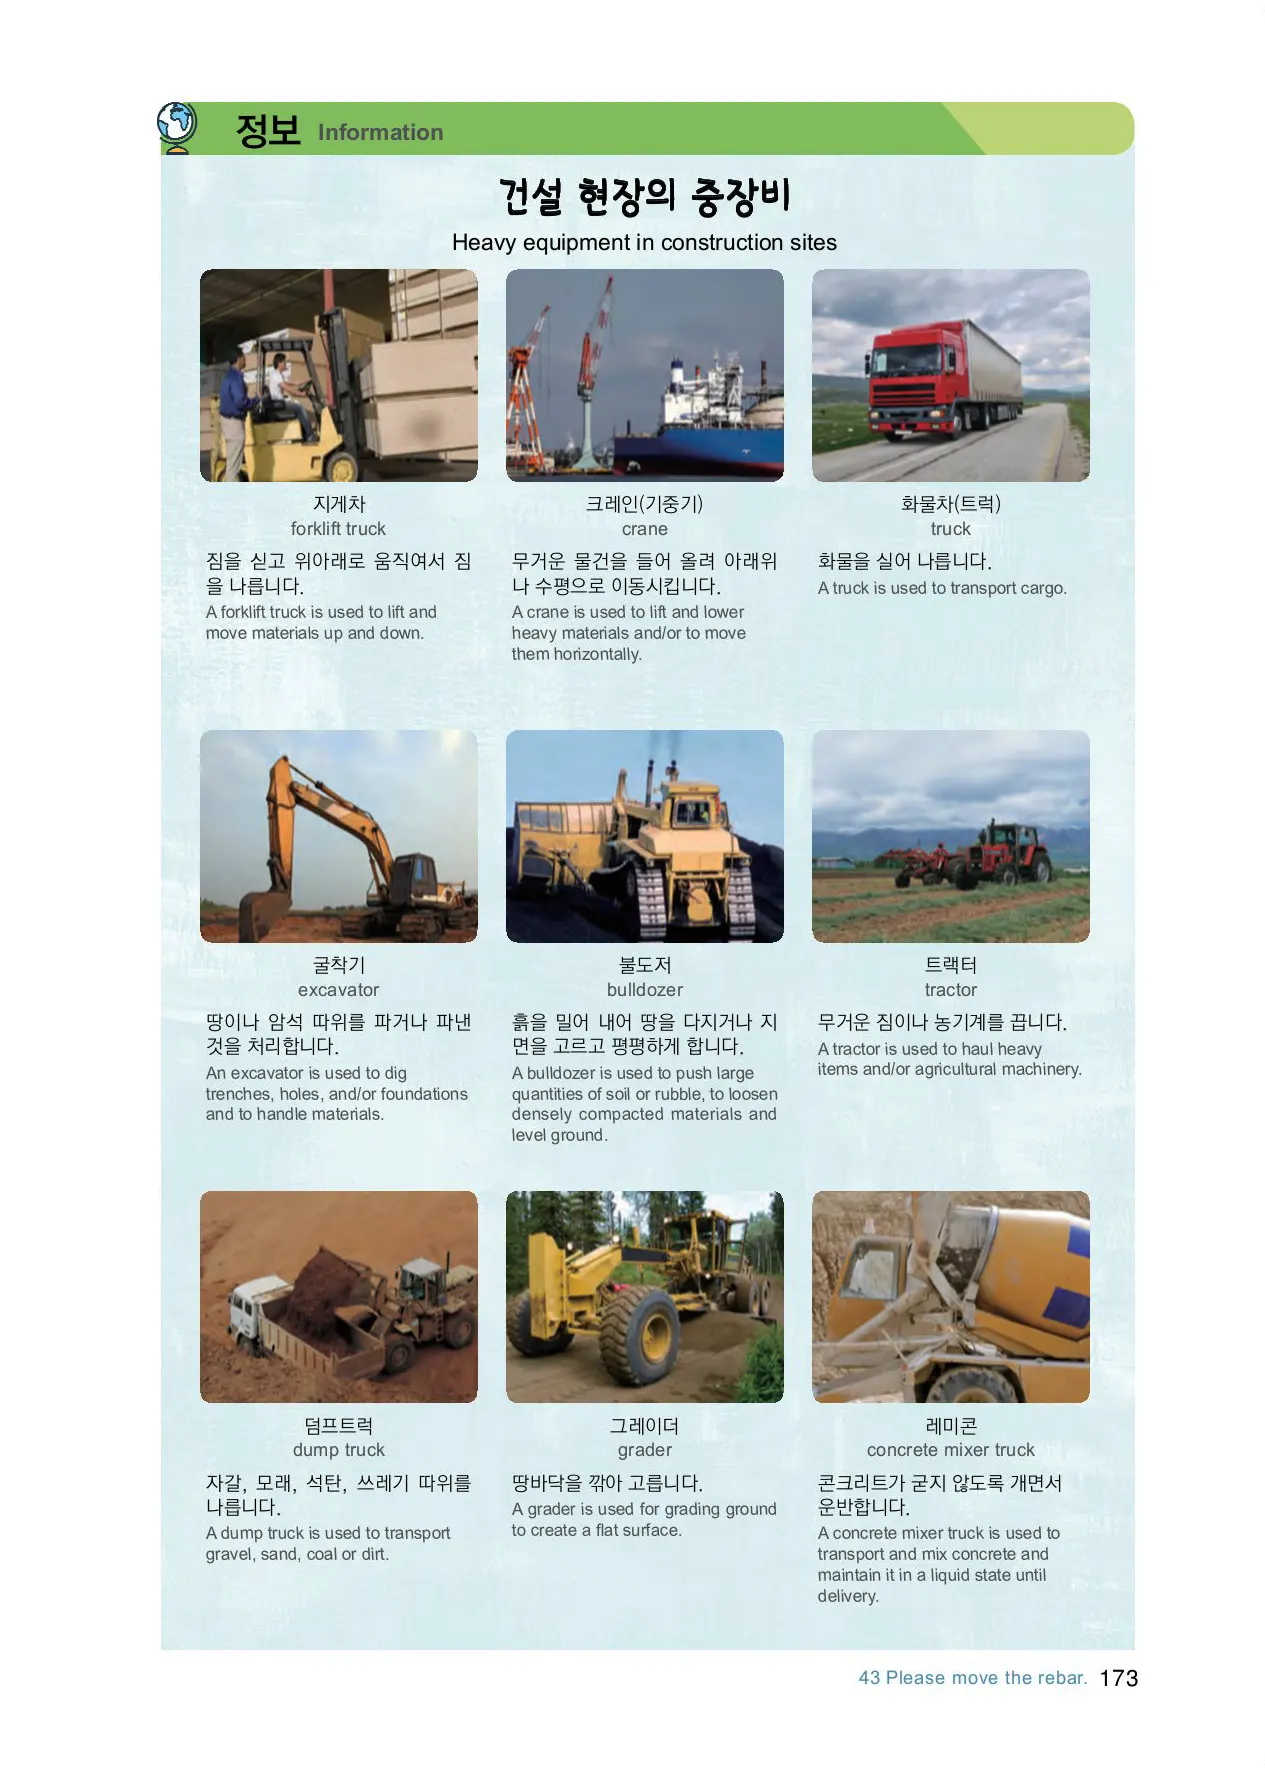 정보 Information
건설 현장의 중장비
Heavy equipment in construction sites
지게차
forklift truck
짐을 싣고 위아래로 움직여서 짐
을 나릅니다.
A forklift truck is used to lift and
move materials up and down.
크레인(기중기)
crane
무거운 물건을 들어 올려 아래위
나 수평으로 이동시킵니다.
A crane is used to lift and lower
heavy materials and/or to move
them horizontally.
화물차(트럭)
truck
화물을 실어 나릅니다.
A truck is used to transport cargo.
굴착기
excavator
땅이나 암석 따위를 파거나 파낸
것을 처리합니다.
An excavator is used to dig
trenches, holes, and/or foundations
and to handle materials.
불도저
bulldozer
흙을 밀어 내어 땅을 다지거나 지
면을 고르고 평평하게 합니다.
A bulldozer is used to push large
quantities of soil or rubble, to loosen
densely compacted materials and
level ground.
트랙터
tractor
무거운 짐이나 농기계를 끕니다.
A tractor is used to haul heavy
items and/or agricultural machinery.
덤프트럭
dump truck
자갈, 모래, 석탄, 쓰레기 따위를
나릅니다.
A dump truck is used to transport
gravel, sand, coal or dirt.
그레이더
grader
땅바닥을 깎아 고릅니다.
A grader is used for grading ground
to create a flat surface.
레미콘
concrete mixer truck
콘크리트가 굳지 않도록 개면서
운반합니다.
A concrete mixer truck is used to
transport and mix concrete and
maintain it in a liquid state until
delivery.
43 Please move the rebar. 173